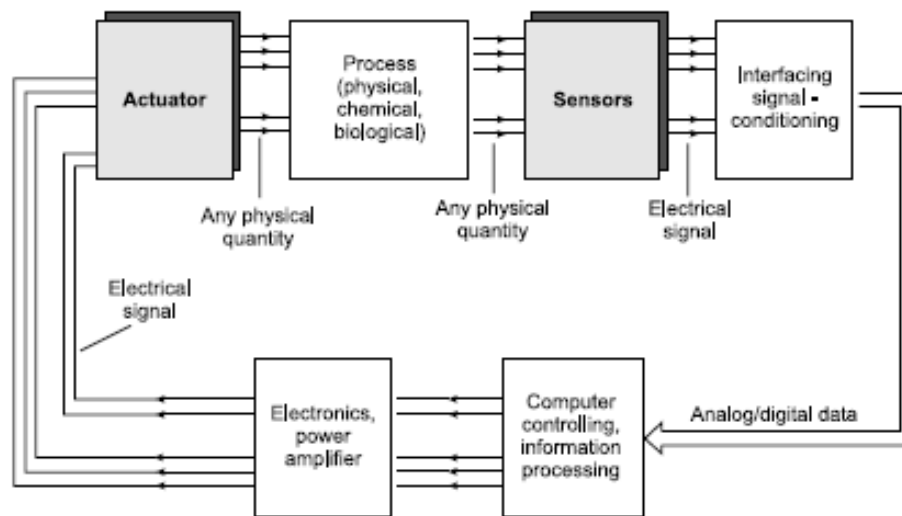 Actuator
Process
(physical,
chemical,
biological)
Sensors
Interfacing
signal -
conditioning
Any physical
quantity
Any physical
quantity
Electrical
signal
Electrical
signal
Electronics,
power
amplifier
Computer
controlling,
information
processing
Analog/digital data